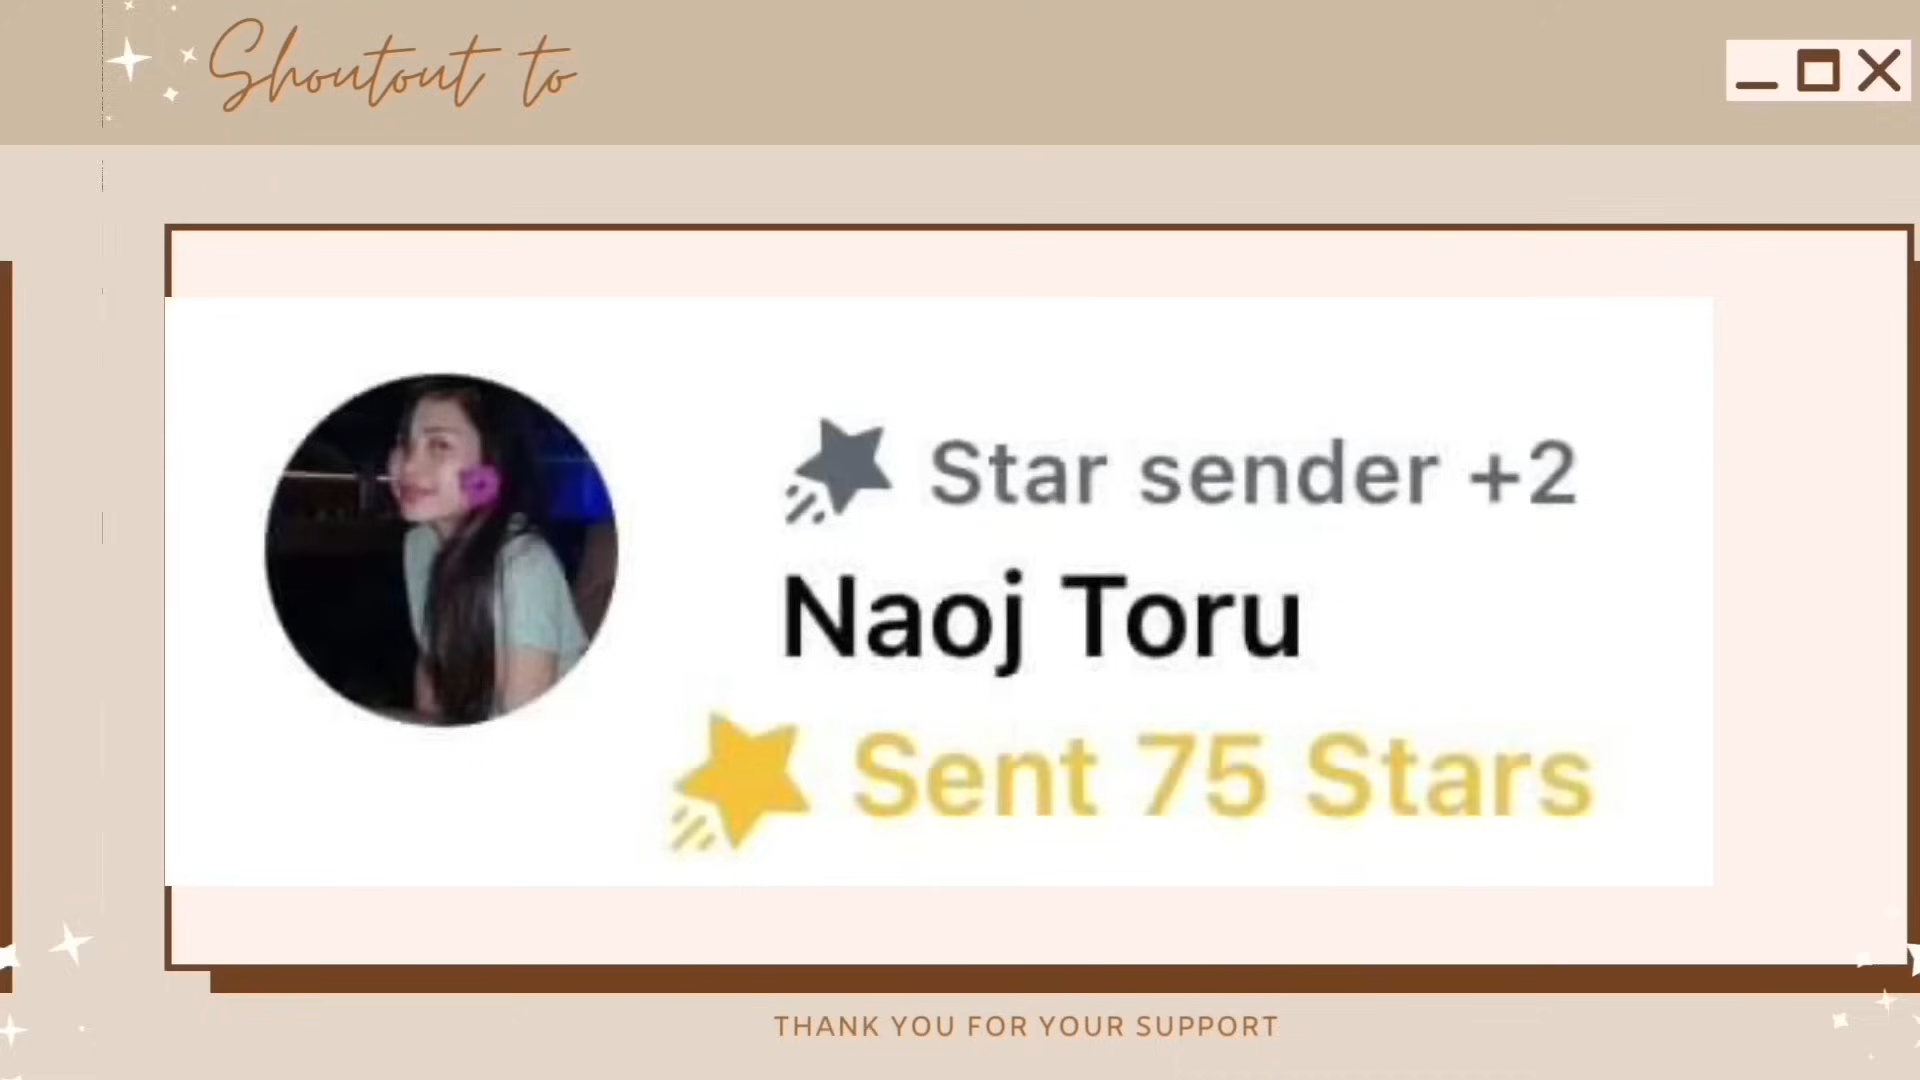 Shoutout to
Star sender +2
Naoj Toru
Sent 75 Stars
THANK YOU FOR YOUR SUPPORT